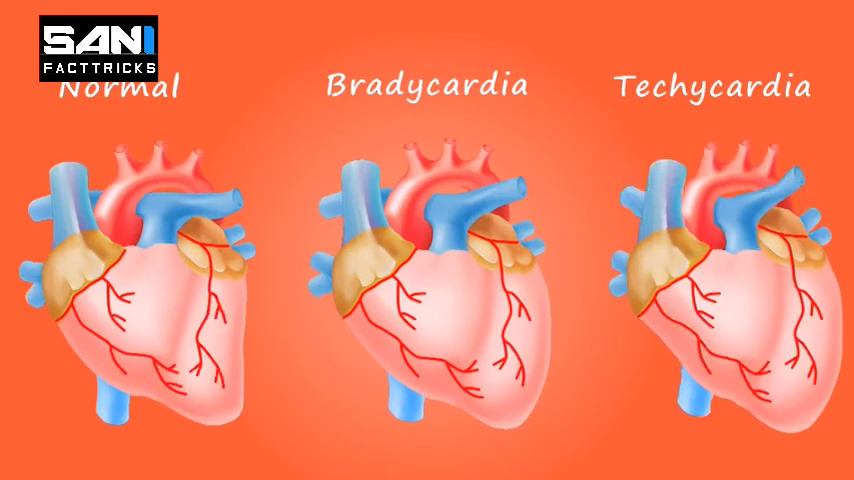 SANI
FACTTRICKS
Normal
Bradycardia
Techycardia